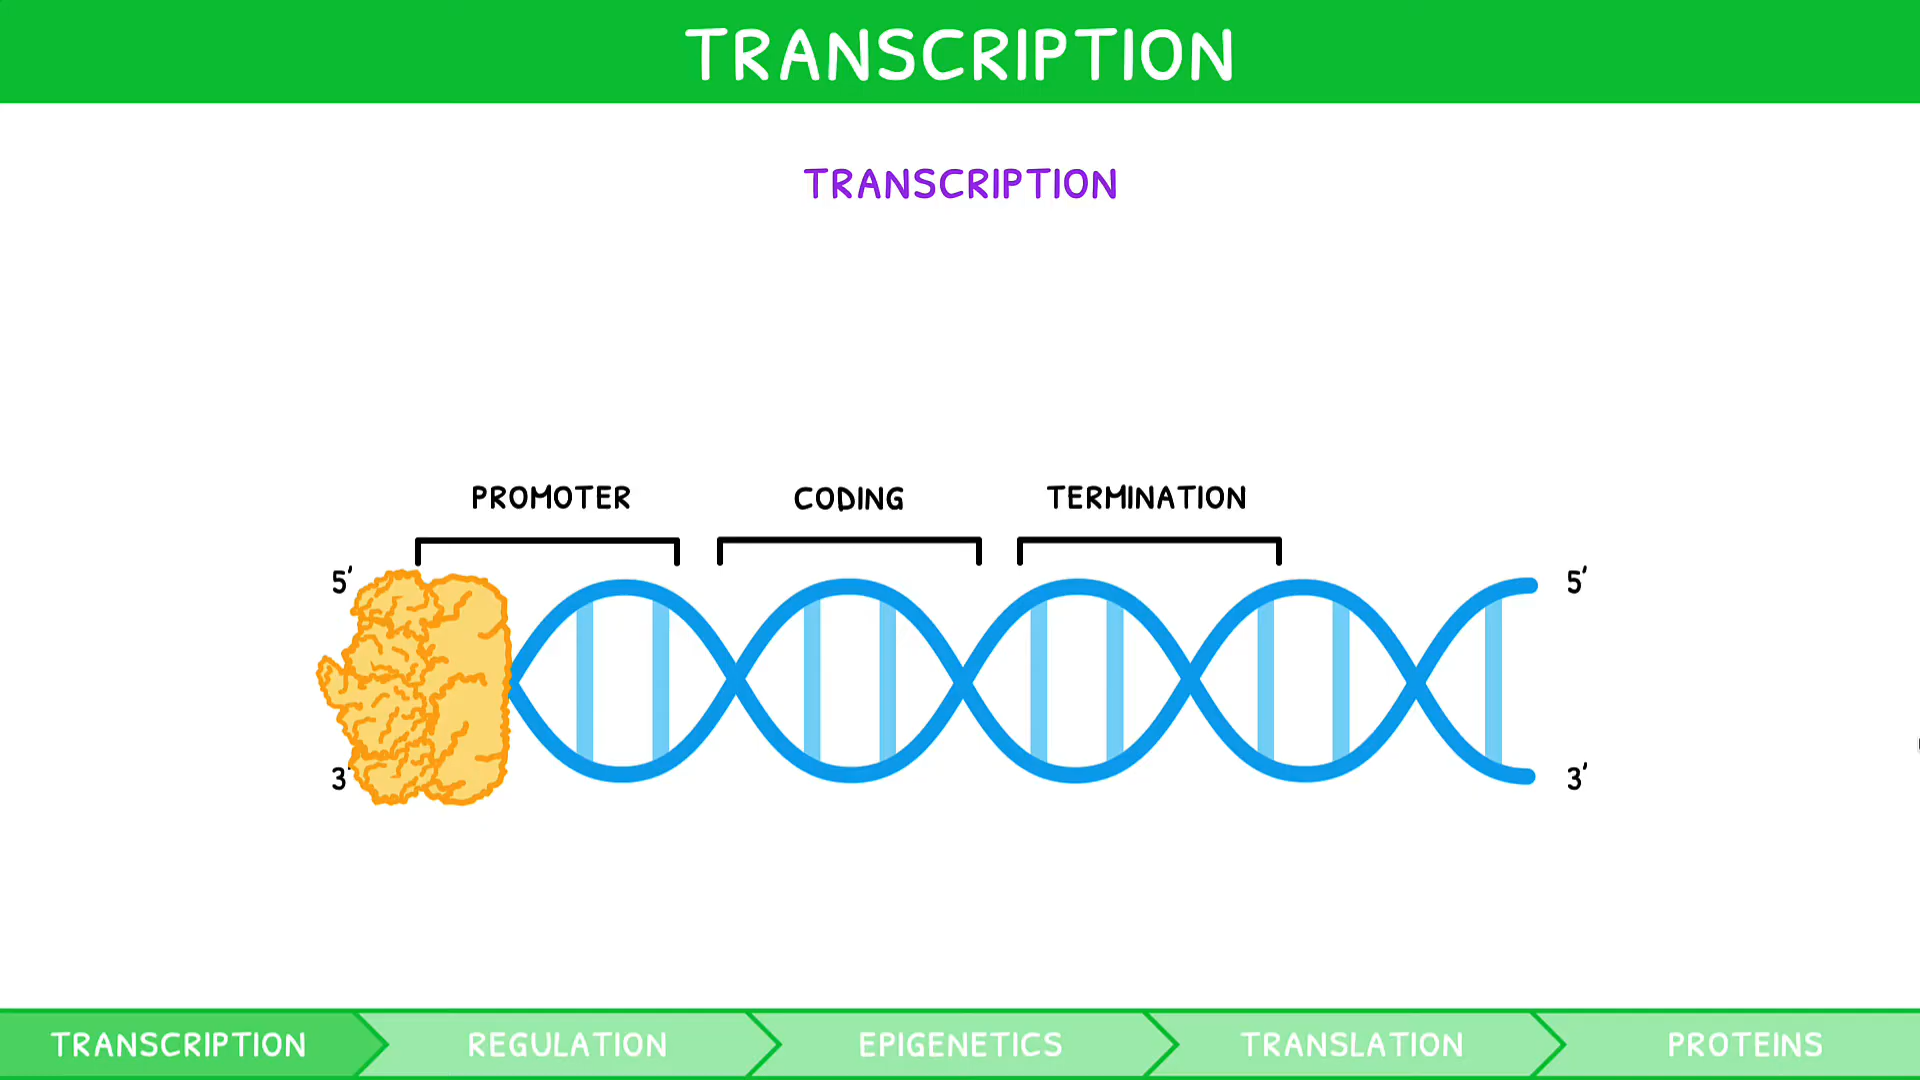 TRANSCRIPTION
TRANSCRIPTION
PROMOTER CODING TERMINATION
5' 5'
3' 3'
TRANSCRIPTION REGULATION EPIGENETICS TRANSLATION PROTEINS